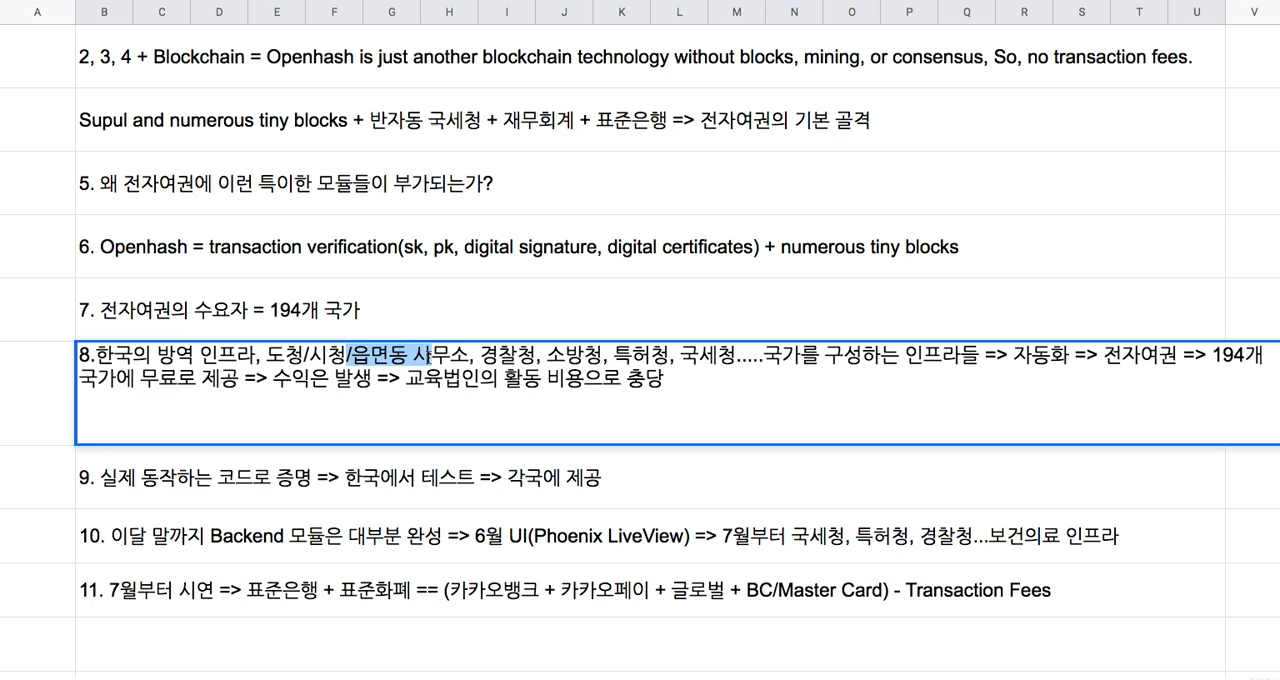 A B C D E F G H I J K L M N O P Q R S T U V
2, 3, 4 + Blockchain = Openhash is just another blockchain technology without blocks, mining, or consensus, So, no transaction fees.
Supul and numerous tiny blocks + 반자동 국세청 + 재무회계 + 표준은행 => 전자여권의 기본 골격
5. 왜 전자여권에 이런 특이한 모듈들이 부가되는가?
6. Openhash = transaction verification(sk, pk, digital signature, digital certificates) + numerous tiny blocks
7. 전자여권의 수요자 = 194개 국가
8.한국의 방역 인프라, 도청/시청/읍면동 사무소, 경찰청, 소방청, 특허청, 국세청.....국가를 구성하는 인프라들 => 자동화 => 전자여권 => 194개
국가에 무료로 제공 => 수익은 발생 => 교육법인의 활동 비용으로 충당
9. 실제 동작하는 코드로 증명 => 한국에서 테스트 => 각국에 제공
10. 이달 말까지 Backend 모듈은 대부분 완성 => 6월 UI(Phoenix LiveView) => 7월부터 국세청, 특허청, 경찰청...보건의료 인프라
11. 7월부터 시연 => 표준은행 + 표준화폐 == (카카오뱅크 + 카카오페이 + 글로벌 + BC/Master Card) - Transaction Fees